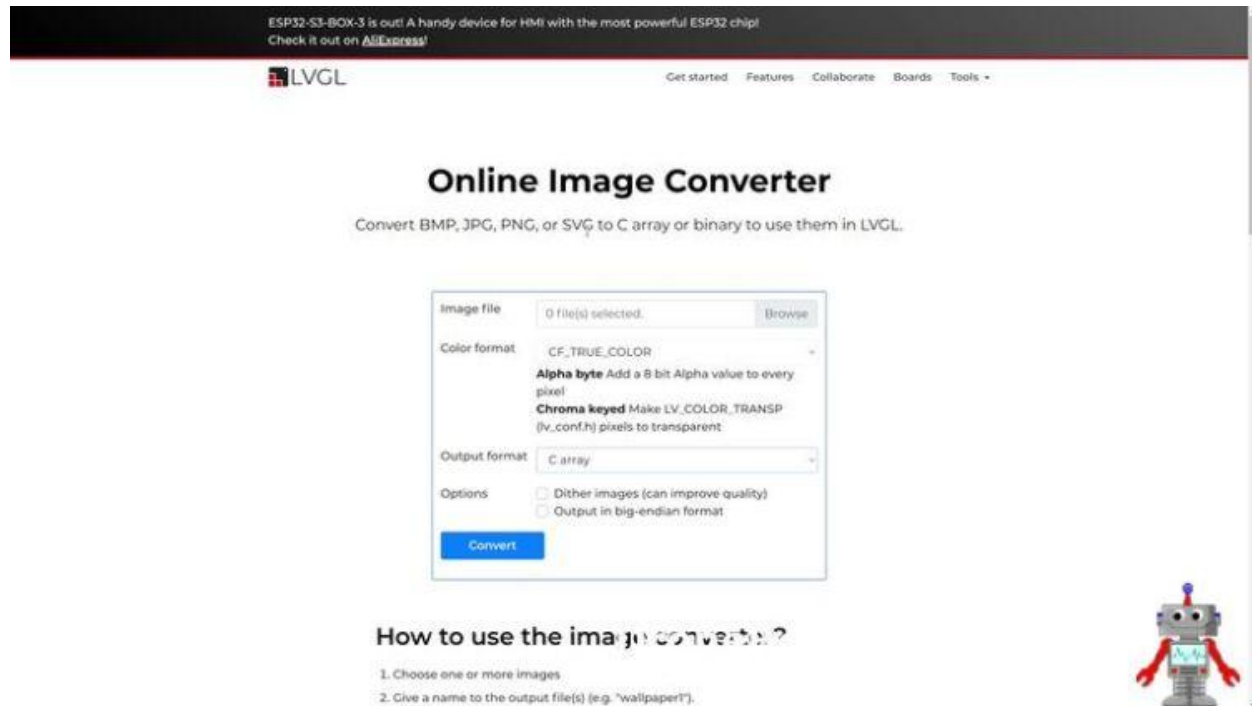 ESP32-S3-BOX-3 is out! A handy device for HMI with the most powerful ESP32 chip!
Check it out on AliExpress!
LVGL
Get started Features Collaborate Boards Tools
Online Image Converter
Convert BMP, JPG, PNG, or SVG to C array or binary to use them in LVGL.
Image file 0 file(s) selected. Browse
Color format CF_TRUE_COLOR
Alpha byte Add a 8 bit Alpha value to every
pixel
Chroma keyed Make LV_COLOR_TRANSP
(lv_conf.h) pixels to transparent
Output format C array
Options Dither images (can improve quality)
Output in big-endian format
Convert
How to use the image converter?
1. Choose one or more images
2. Give a name to the output file(s) (e.g. "wallpaper1").